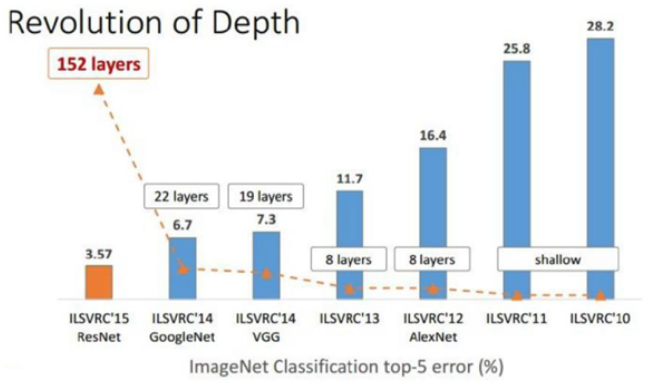 Revolution of Depth
28.2
25.8
152 layers
16.4
11.7
22 layers
19 layers
6.7
7.3
3.57
8 layers
8 layers
shallow
ILSVRC'15
ILSVRC'14
ILSVRC'14
ILSVRC'13
ILSVRC'12
ILSVRC'11
ILSVRC'10
ResNet
GoogleNet
VGG
AlexNet
ImageNet Classification top-5 error (%)